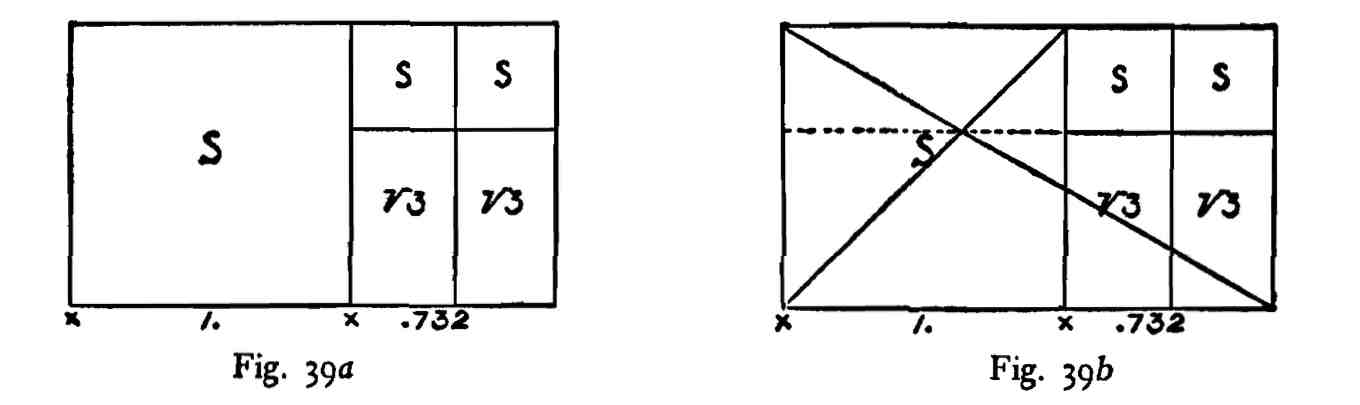 S S
S
√3 √3
x 1. x .732
Fig. 39a
S S
S
√3 √3
x 1. x .732
Fig. 39b